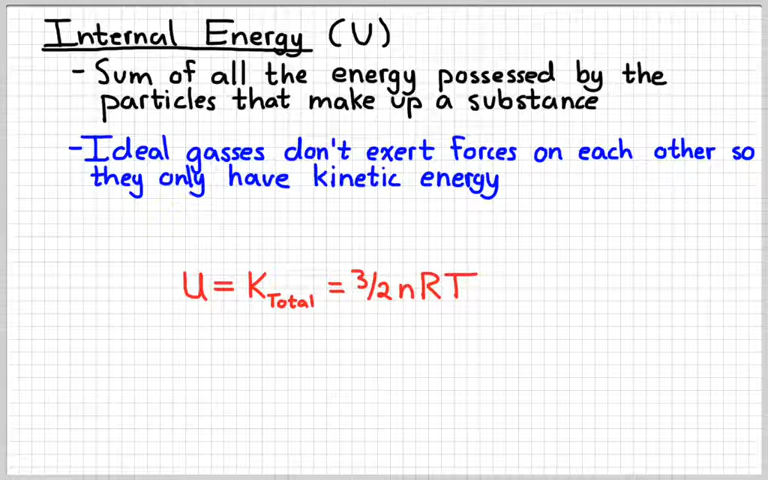 Internal Energy (U)
- Sum of all the energy possessed by the
particles that make up a substance
- Ideal gasses don't exert forces on each other so
they only have kinetic energy
U = K_Total = 3/2 nRT